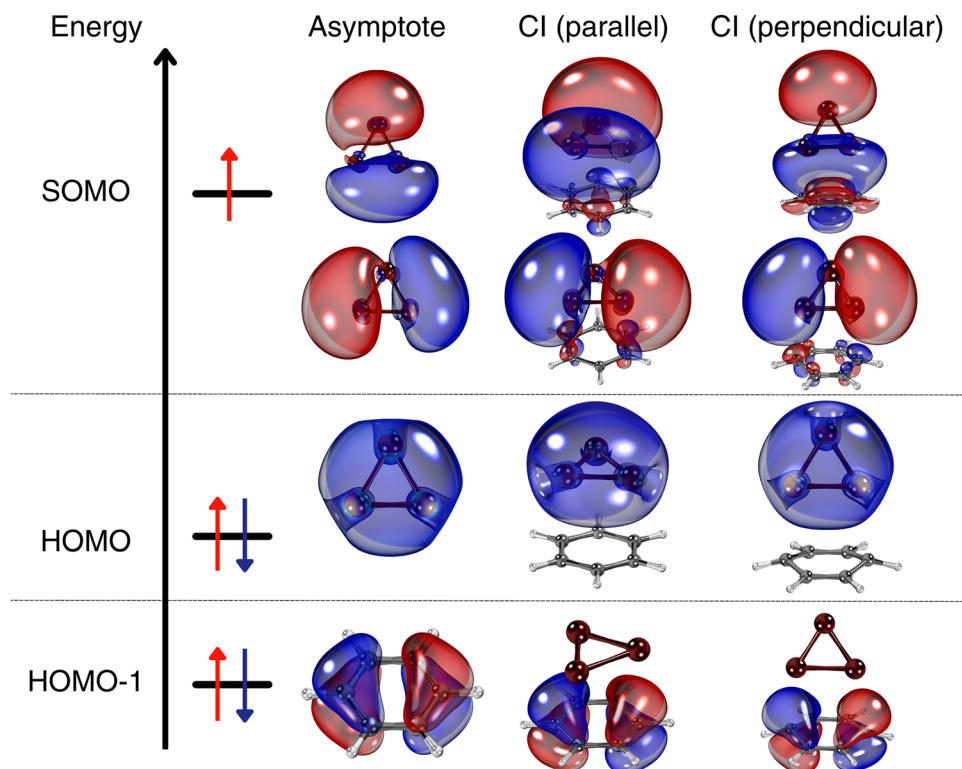 Energy
Asymptote
CI (parallel)
CI (perpendicular)
SOMO
HOMO
HOMO-1